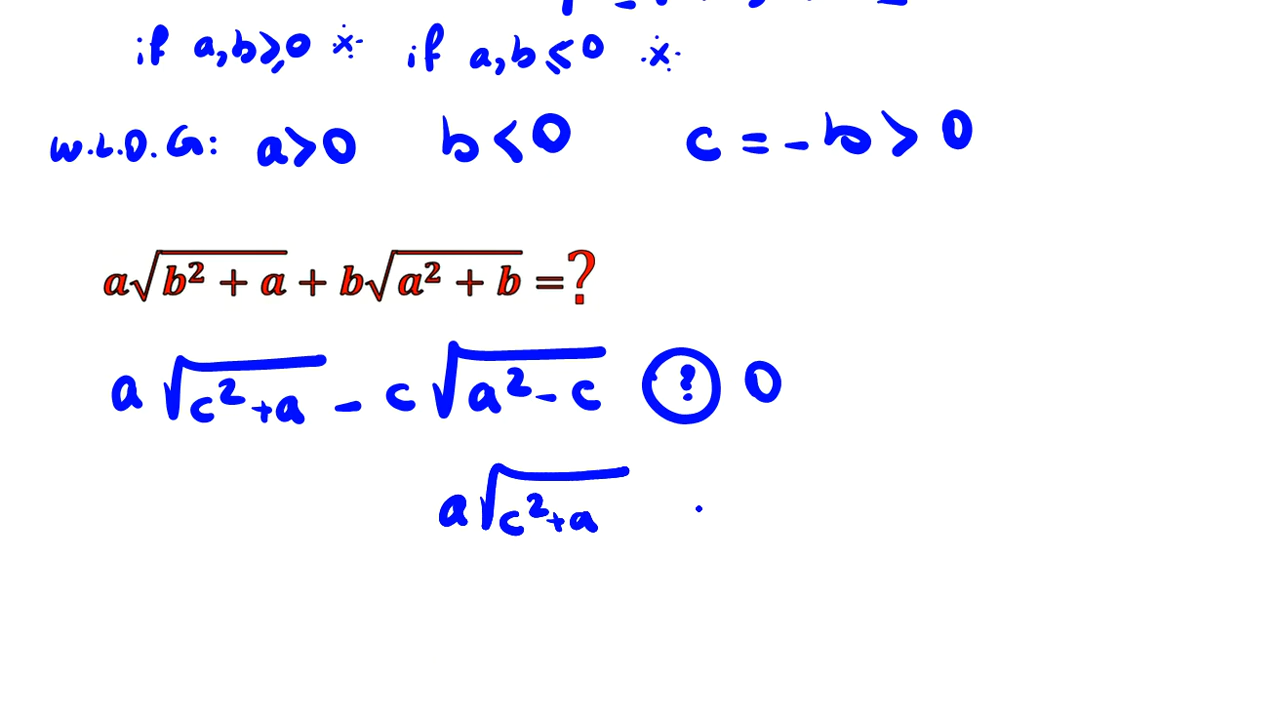 if a,b⩾0 ※ if a,b≤0 ※
W.L.O.G: a>0 b<0 c=-b>0
a√(b²+a)+b√(a²+b)=?
a√(c²+a)-c√(a²-c) ? 0
a√(c²+a) .